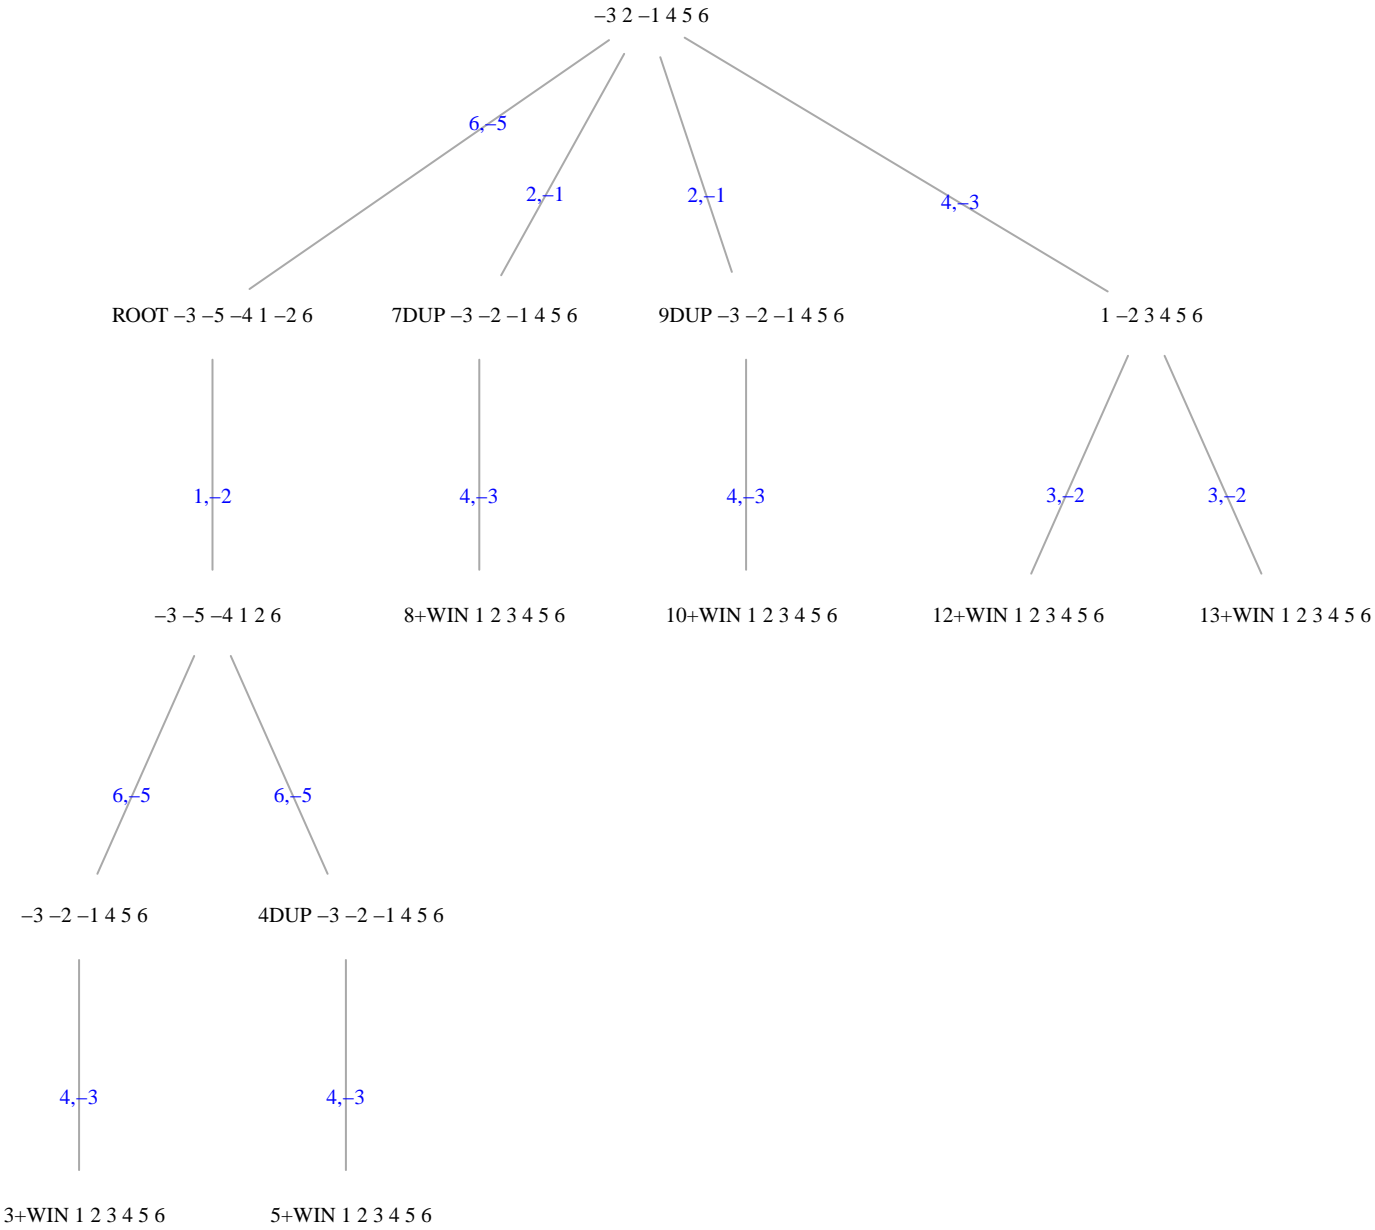 −3 2 −1 4 5 6
6,−5
2,−1
2,−1
4,−3
ROOT −3 −5 −4 1 −2 6
7DUP −3 −2 −1 4 5 6
9DUP −3 −2 −1 4 5 6
1 −2 3 4 5 6
1,−2
4,−3
4,−3
3,−2
3,−2
−3 −5 −4 1 2 6
8+WIN 1 2 3 4 5 6
10+WIN 1 2 3 4 5 6
12+WIN 1 2 3 4 5 6
13+WIN 1 2 3 4 5 6
6,−5
6,−5
−3 −2 −1 4 5 6
4DUP −3 −2 −1 4 5 6
4,−3
4,−3
3+WIN 1 2 3 4 5 6
5+WIN 1 2 3 4 5 6